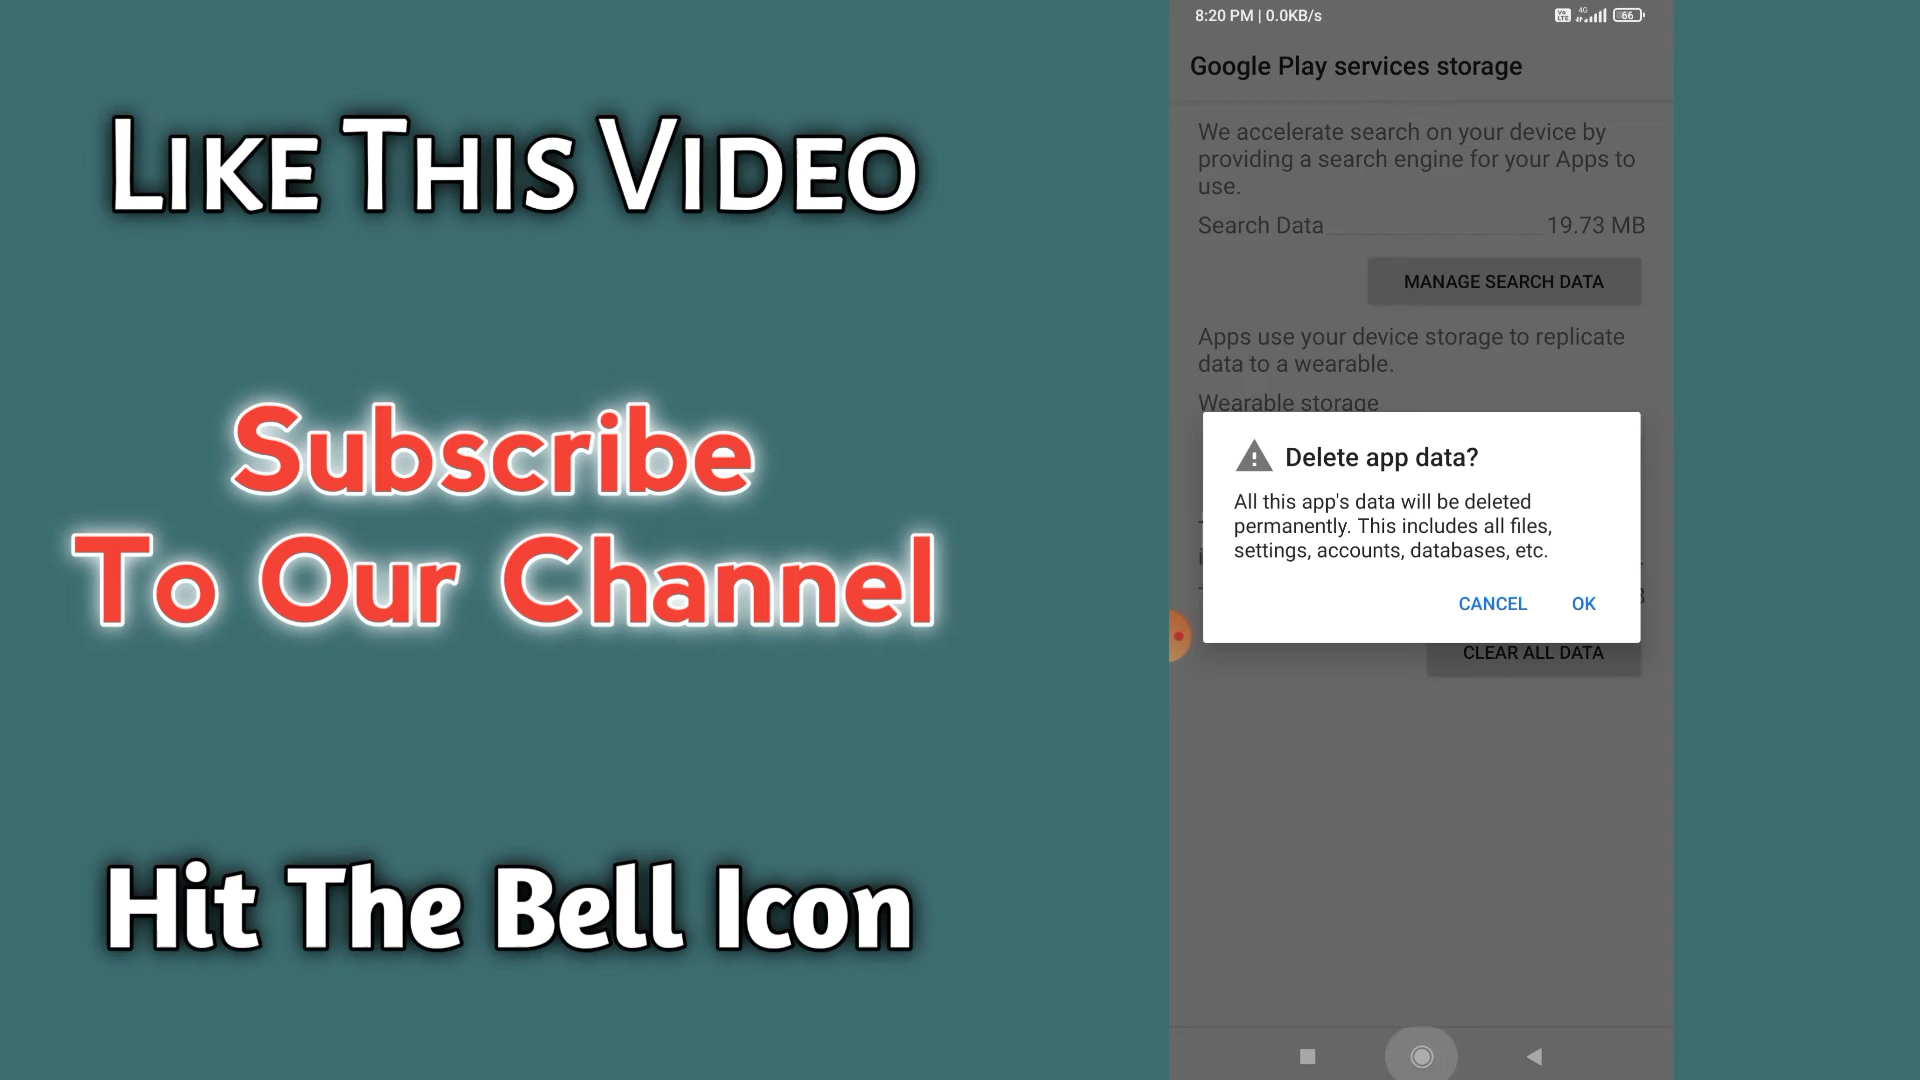 LIKE THIS VIDEO
Subscribe
To Our Channel
Hit The Bell Icon
8:20 PM | 0.0KB/s
Vo LTE 4G 66
Google Play services storage
We accelerate search on your device by
providing a search engine for your Apps to
use.
Search Data 19.73 MB
MANAGE SEARCH DATA
Apps use your device storage to replicate
data to a wearable.
Wearable storage
Delete app data?
All this app's data will be deleted
permanently. This includes all files,
settings, accounts, databases, etc.
CANCEL OK
CLEAR ALL DATA